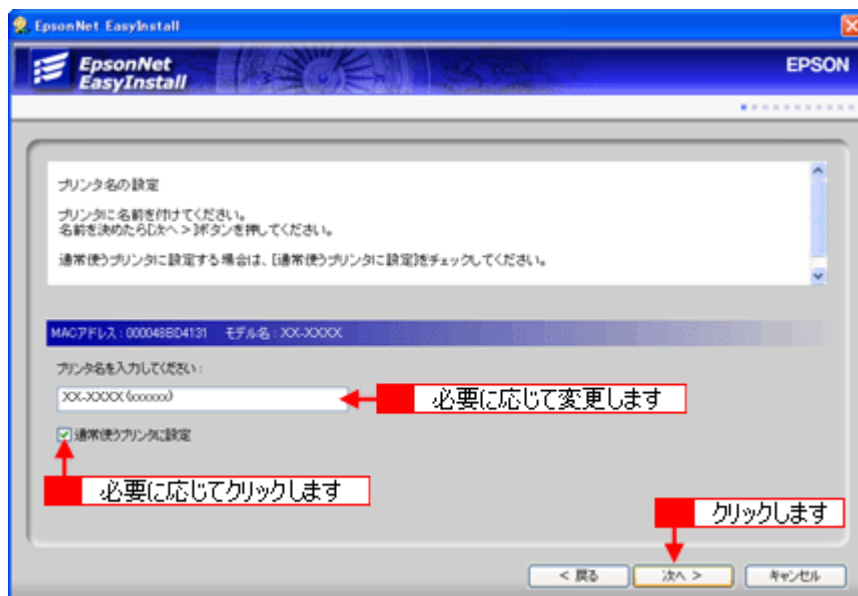 EpsonNet EasyInstall
EpsonNet
EasyInstall
EPSON
プリンタ名の設定
プリンタに名前を付けてください。
名前を決めたら[次へ >]ボタンを押してください。
通常使うプリンタに設定する場合は、[通常使うプリンタに設定]をチェックしてください。
MACアドレス : 000048BD4131 モデル名 : XX-XXXX
プリンタ名を入力してください :
XX-XXXX (xxxxxx)
必要に応じて変更します
通常使うプリンタに設定
必要に応じてクリックします
クリックします
< 戻る
次へ >
キャンセル